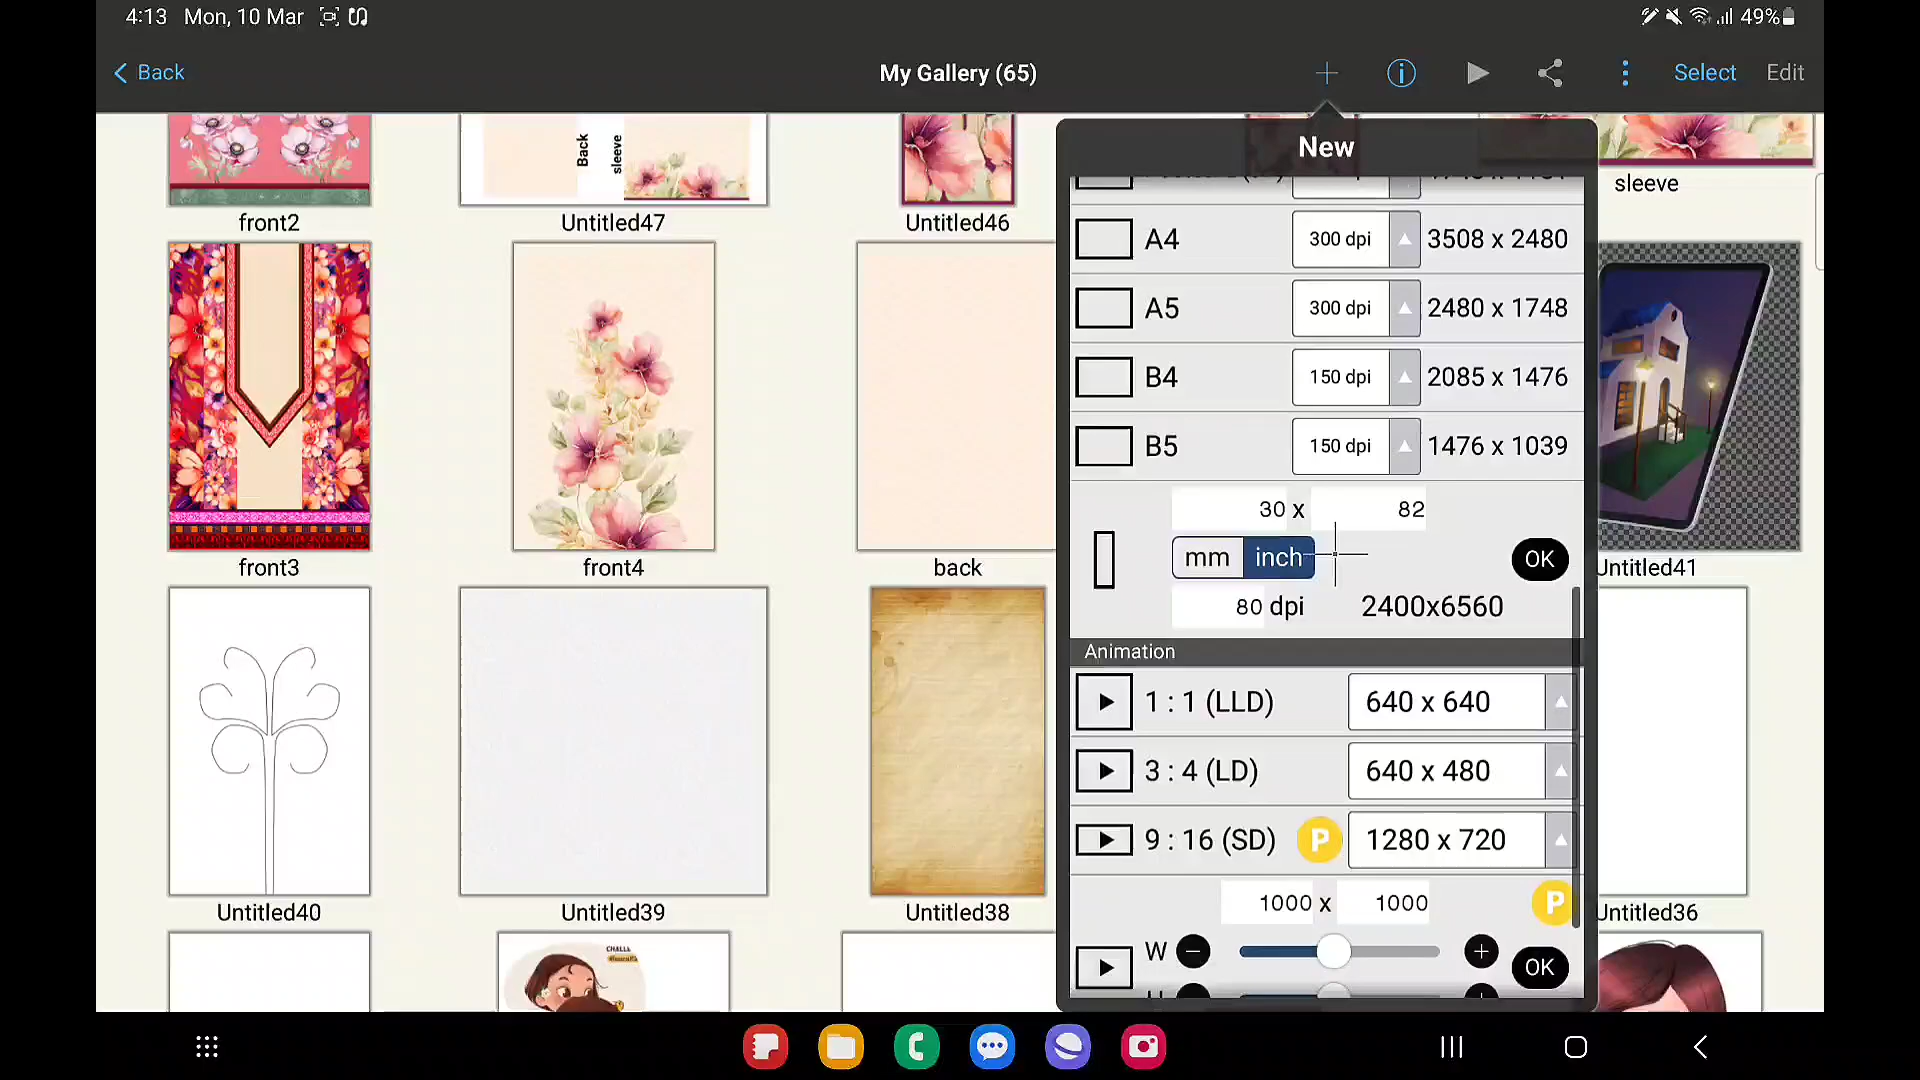 4:13 Mon, 10 Mar
49%
Back
My Gallery (65)
Select
Edit
Back
sleeve
front2
Untitled47
Untitled46
sleeve
front3
front4
back
Untitled41
Untitled40
Untitled39
Untitled38
Untitled36
New
A4 300 dpi 3508 x 2480
A5 300 dpi 2480 x 1748
B4 150 dpi 2085 x 1476
B5 150 dpi 1476 x 1039
30 x 82
mm inch OK
80 dpi 2400x6560
Animation
1 : 1 (LLD) 640 x 640
3 : 4 (LD) 640 x 480
9 : 16 (SD) P 1280 x 720
1000 x 1000 P
W OK